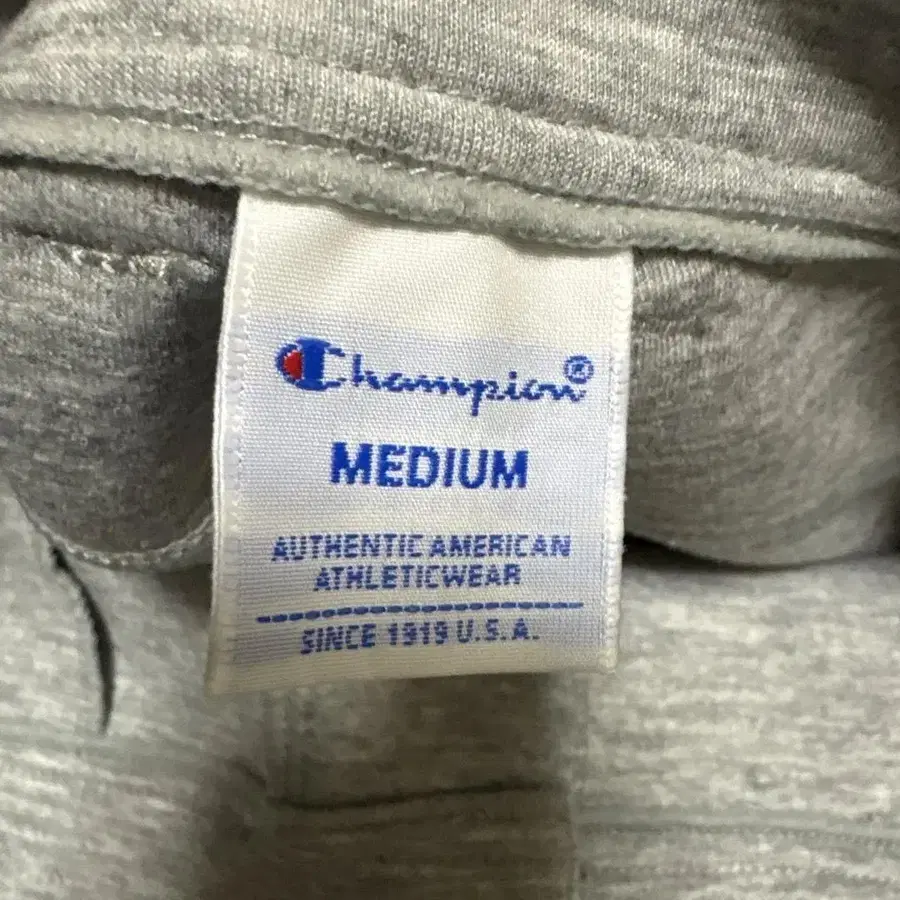 Champion®
MEDIUM
AUTHENTIC AMERICAN
ATHLETICWEAR
SINCE 1919 U.S.A.